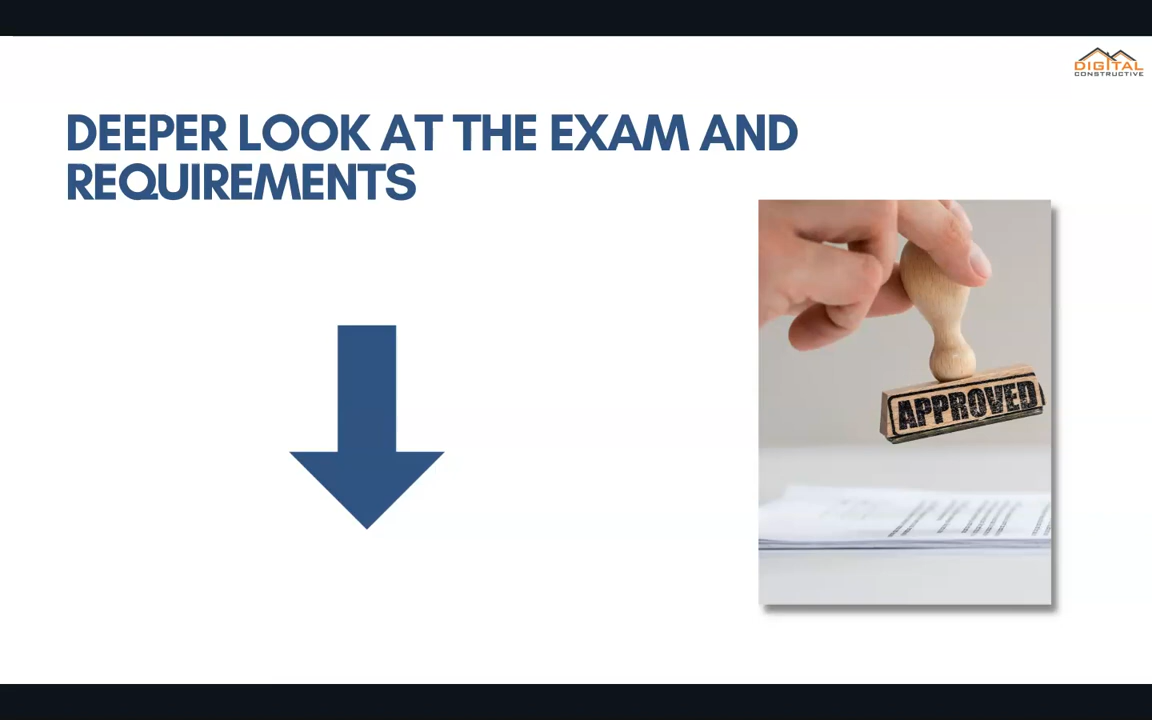 DIGITAL
CONSTRUCTIVE
DEEPER LOOK AT THE EXAM AND
REQUIREMENTS
APPROVED